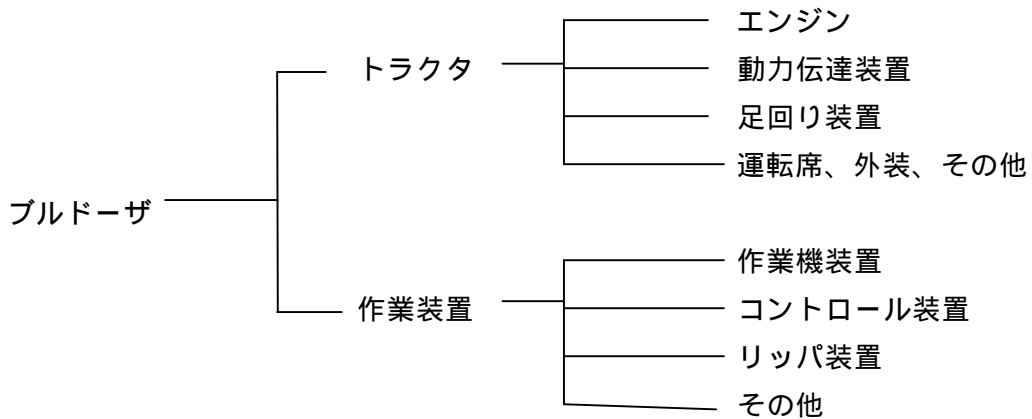 ブルドーザ
トラクタ
エンジン
動力伝達装置
足回り装置
運転席、外装、その他
作業装置
作業機装置
コントロール装置
リッパ装置
その他